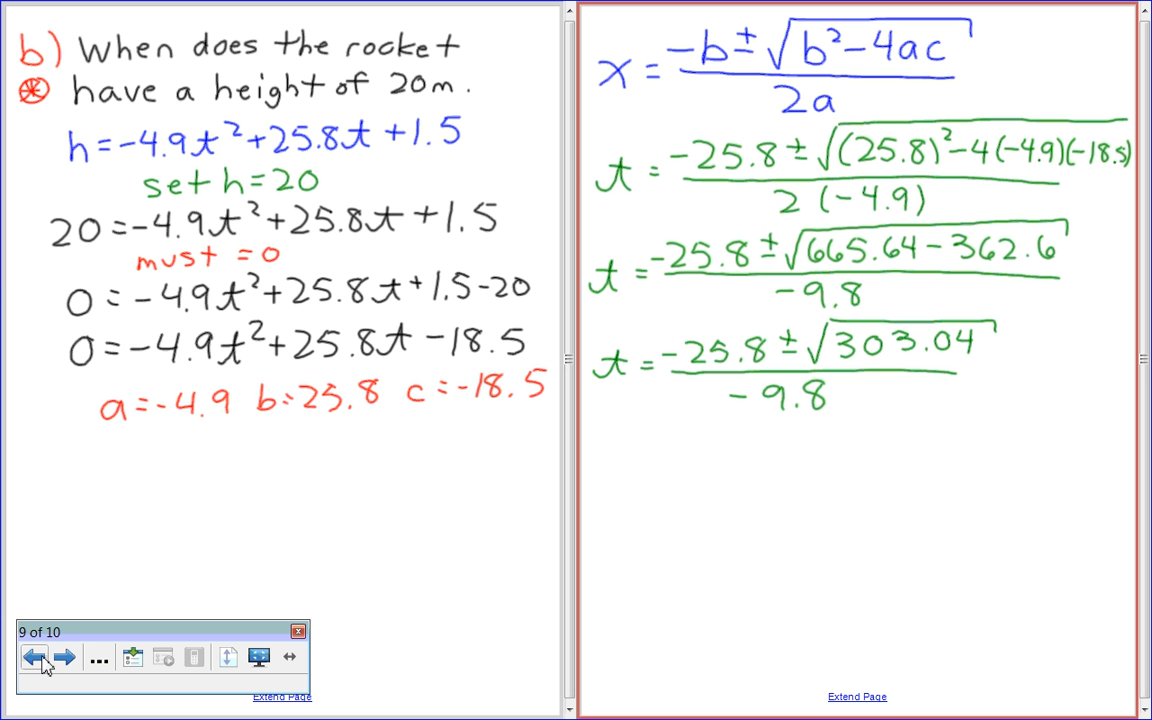 b) When does the rocket
have a height of 20m.
h = -4.9t² + 25.8t + 1.5
set h = 20
20 = -4.9t² + 25.8t + 1.5
must = 0
0 = -4.9t² + 25.8t + 1.5 - 20
0 = -4.9t² + 25.8t - 18.5
a = -4.9 b = 25.8 c = -18.5
9 of 10
...
Extend Page
x = -b ± √b² - 4ac
2a
t = -25.8 ± √(25.8)² - 4(-4.9)(-18.5)
2(-4.9)
t = -25.8 ± √665.64 - 362.6
-9.8
t = -25.8 ± √303.04
-9.8
Extend Page